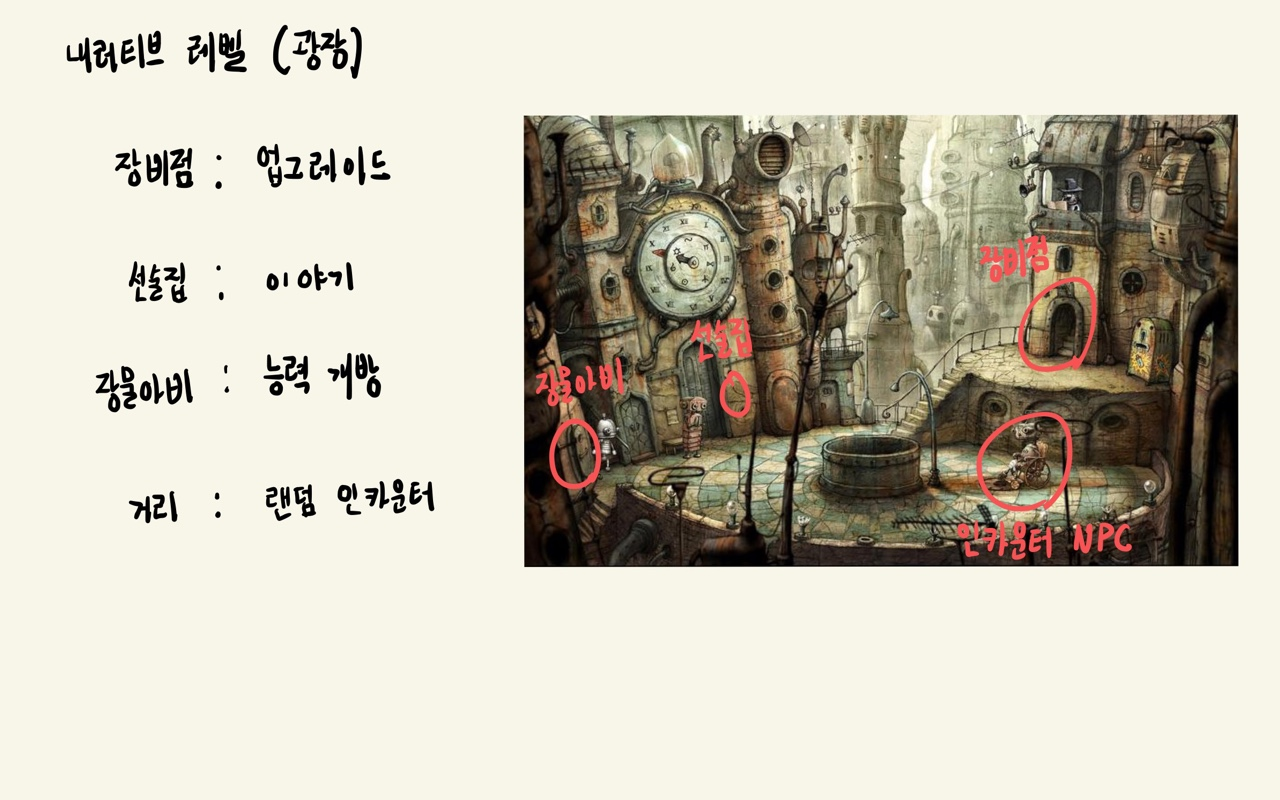 내러티브 레벨 (광장)
장비점 : 업그레이드
선술집 : 이야기
장물아비 : 능력 개방
거리 : 랜덤 인카운터
장비점
선술집
장물아비
인카운터 NPC